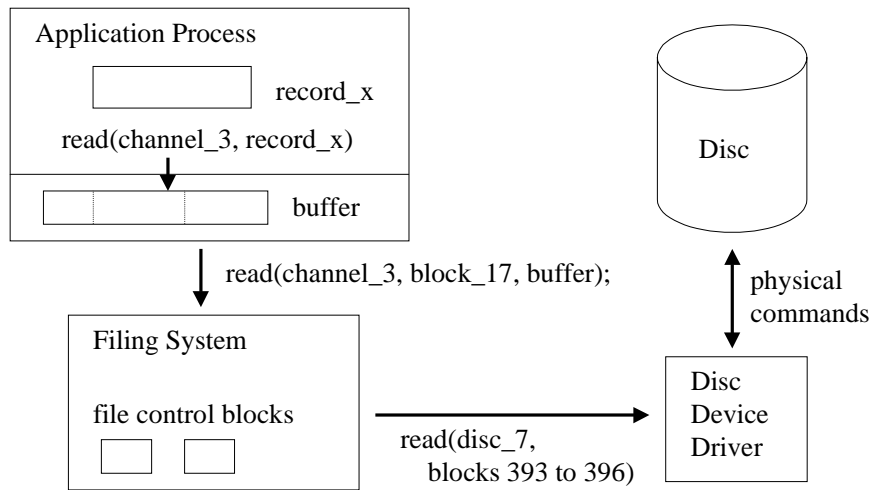 Application Process
record_x
read(channel_3, record_x)
buffer
Disc
read(channel_3, block_17, buffer);
physical
commands
Filing System
file control blocks
read(disc_7,
blocks 393 to 396)
Disc
Device
Driver